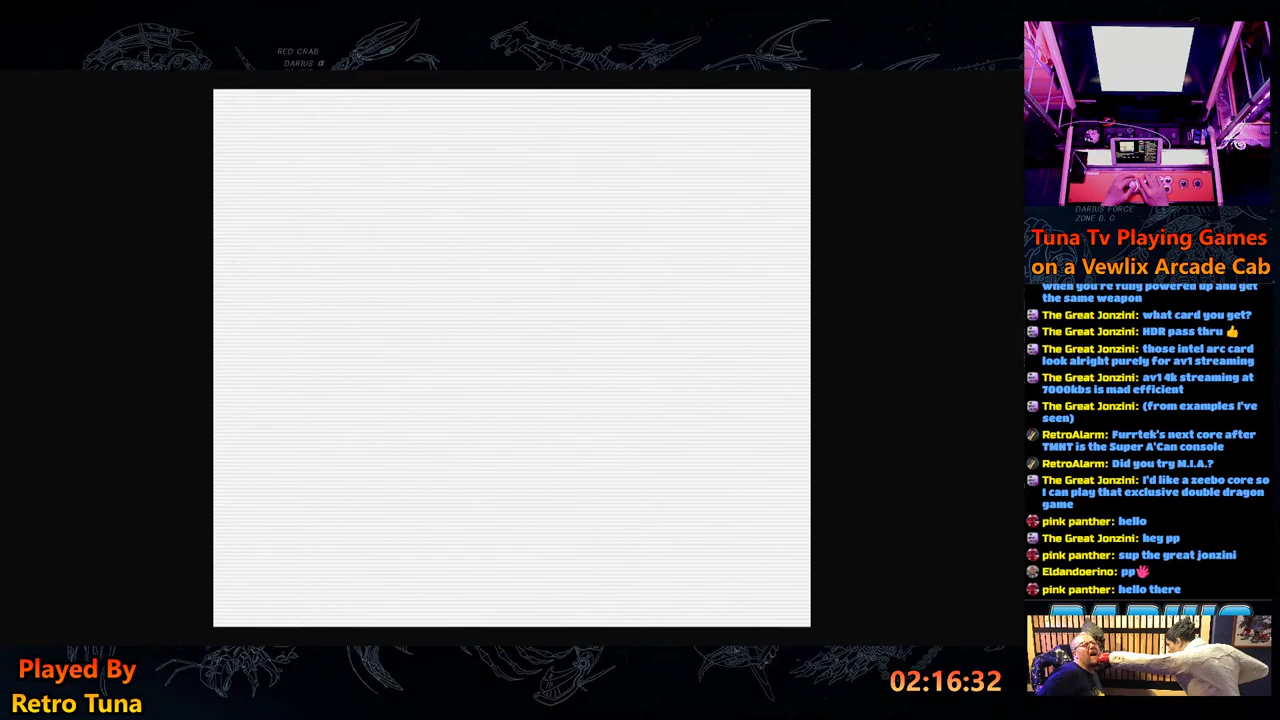 RED CRAB
DARIUS α
DARIUS FORCE
ZONE B. G
Tuna Tv Playing Games
on a Vewlix Arcade Cab
when you're fully powered up and get
the same weapon
The Great Jonzini: what card you get?
The Great Jonzini: HDR pass thru 👍
The Great Jonzini: those intel arc card
look alright purely for av1 streaming
The Great Jonzini: av1 4k streaming at
7000kbs is mad efficient
The Great Jonzini: (from examples I've
seen)
RetroAlarm: Furrtek's next core after
TMNT is the Super A'Can console
RetroAlarm: Did you try M.I.A.?
The Great Jonzini: I'd like a zeebo core so
I can play that exclusive double dragon
game
pink panther: hello
The Great Jonzini: hey pp
pink panther: sup the great jonzini
Eldandoerino: pp👋
pink panther: hello there
Played By
Retro Tuna
02:16:32